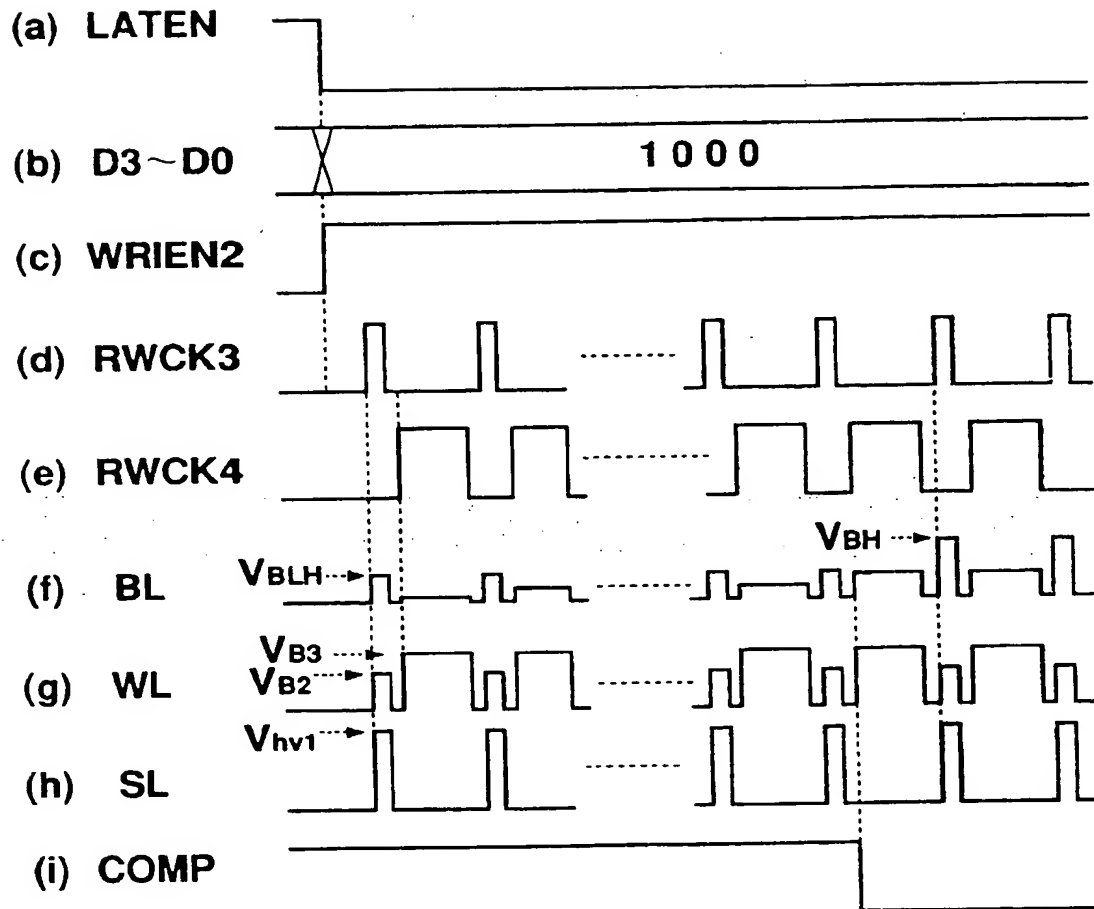 (a) LATEN
(b) D3~D0
1000
(c) WRIEN2
(d) RWCK3
(e) RWCK4
VBH
VBLH
(f) BL
VB3
VB2
(g) WL
Vhv1
(h) SL
(i) COMP